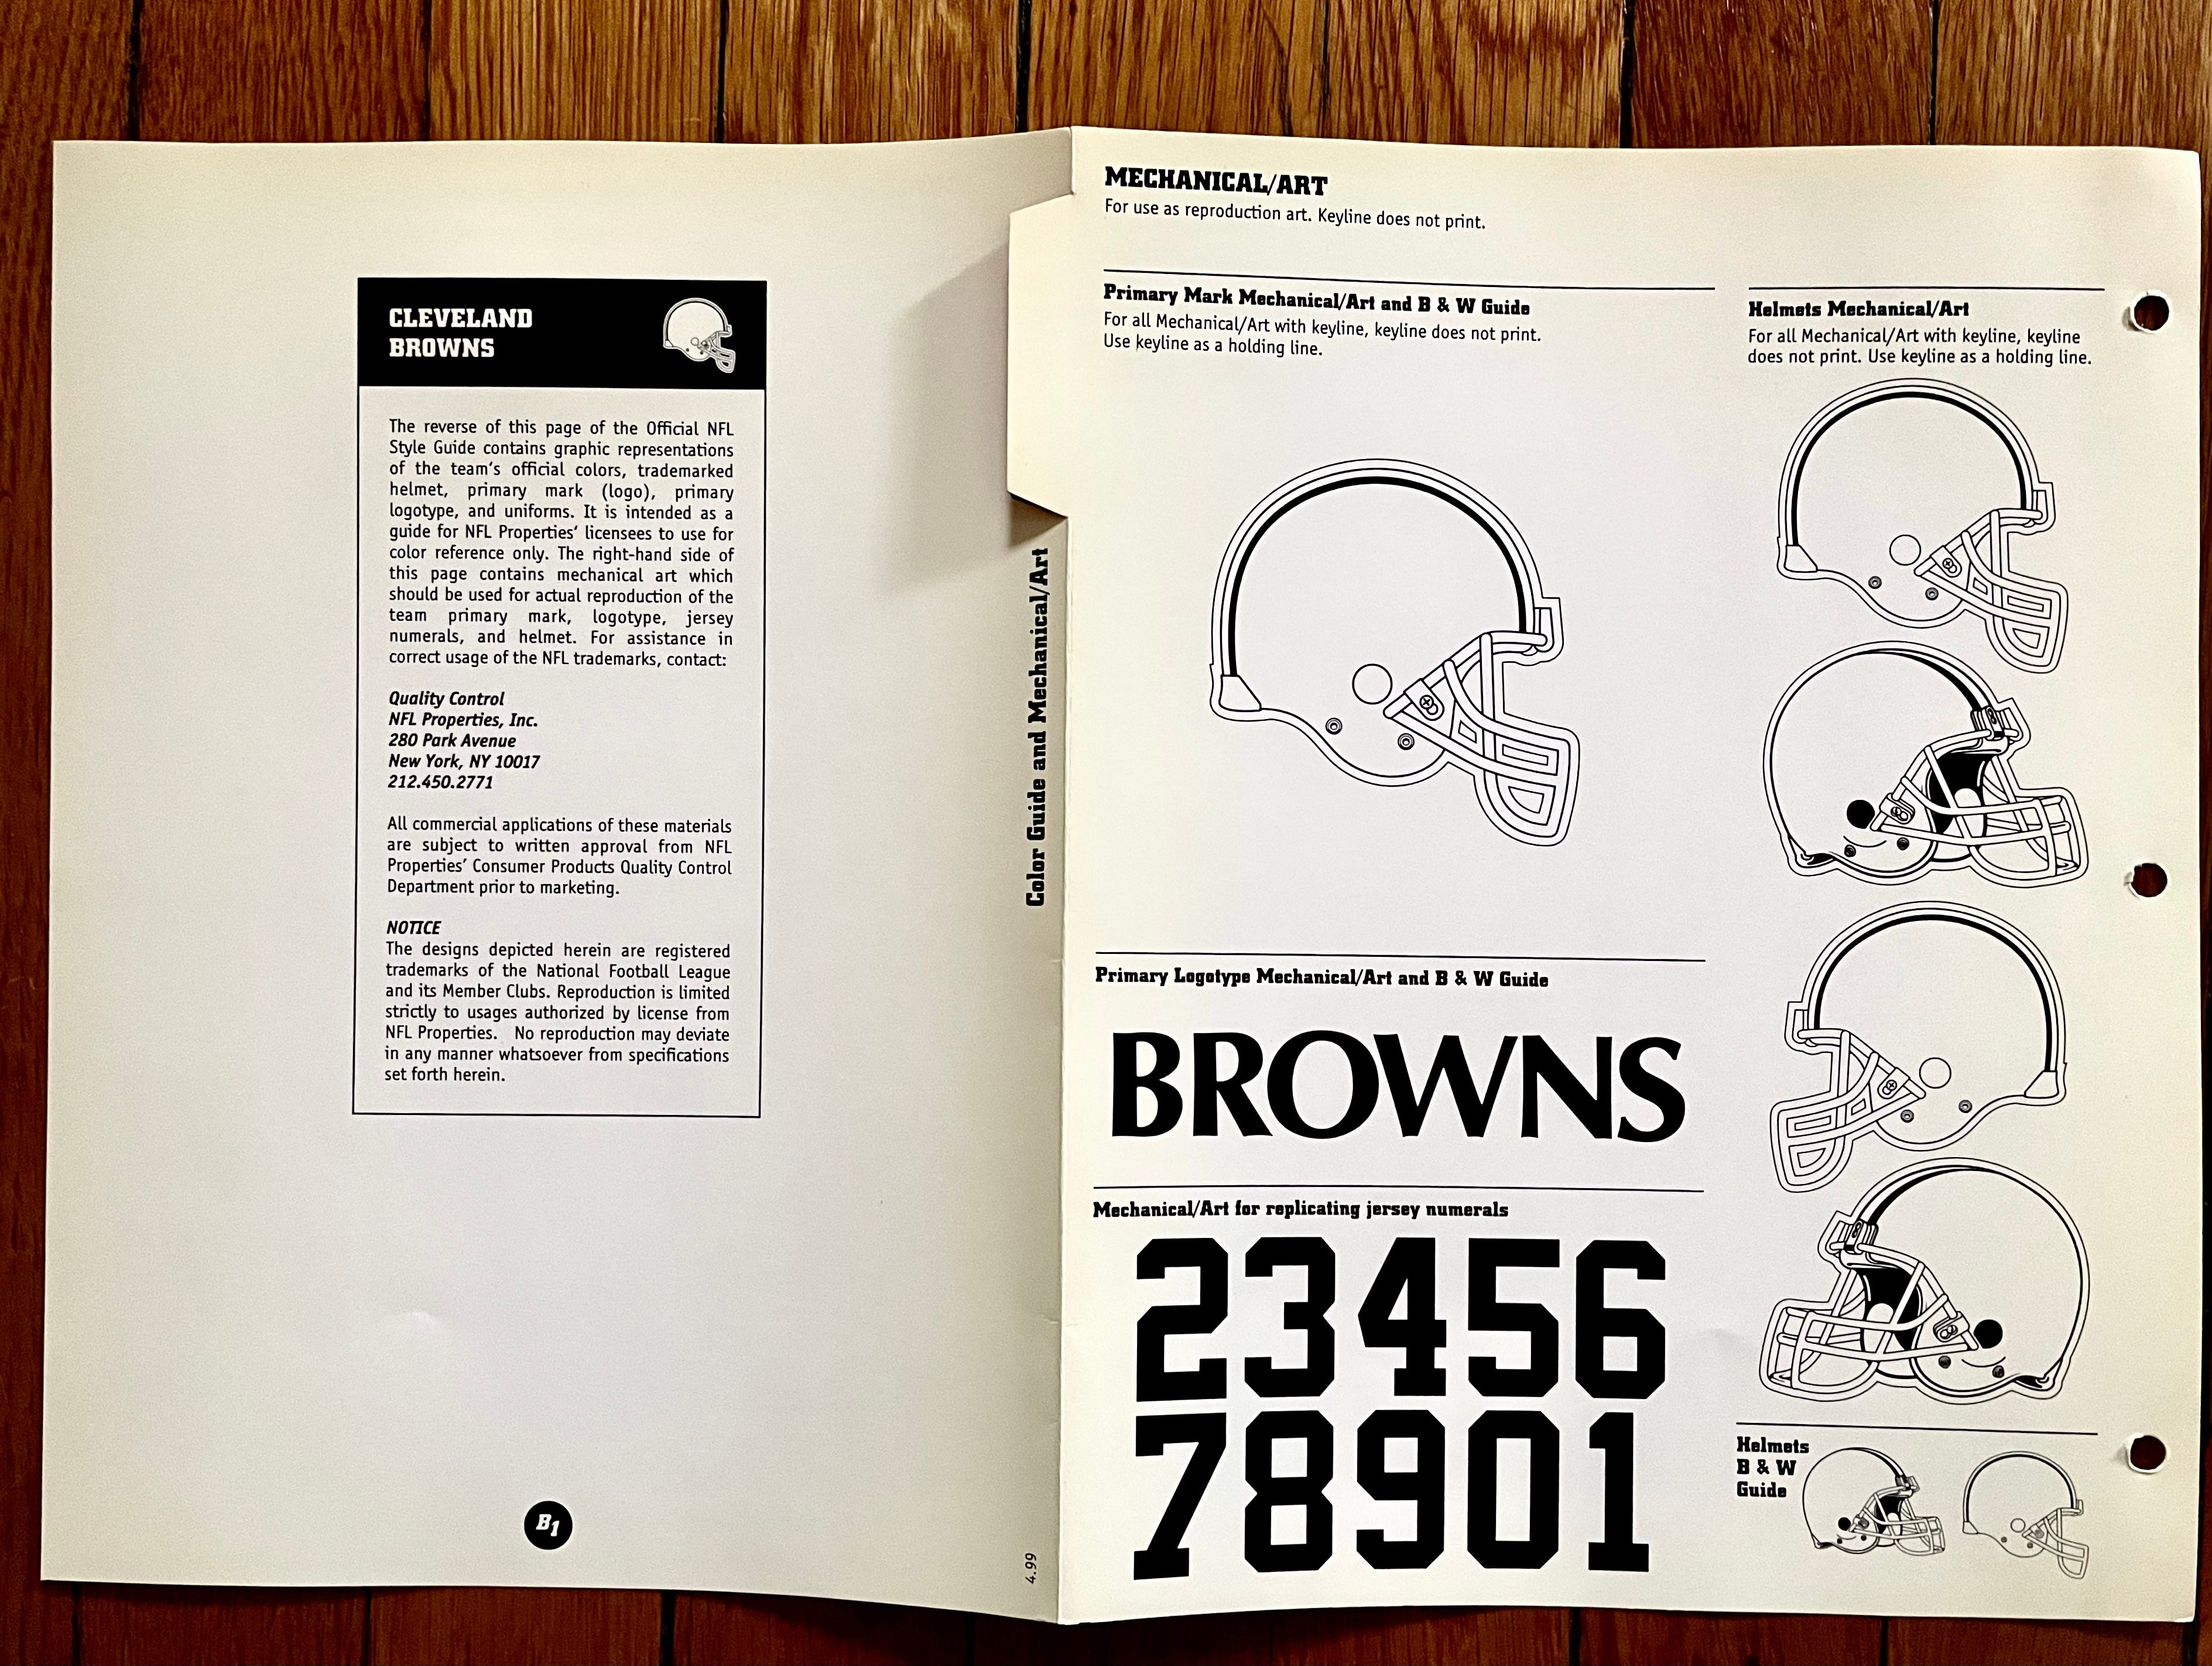 CLEVELAND
BROWNS
The reverse of this page of the Official NFL
Style Guide contains graphic representations
of the team's official colors, trademarked
helmet, primary mark (logo), primary
logotype, and uniforms. It is intended as a
guide for NFL Properties' licensees to use for
color reference only. The right-hand side of
this page contains mechanical art which
should be used for actual reproduction of the
team primary mark, logotype, jersey
numerals, and helmet. For assistance in
correct usage of the NFL trademarks, contact:
Quality Control
NFL Properties, Inc.
280 Park Avenue
New York, NY 10017
212.450.2771
All commercial applications of these materials
are subject to written approval from NFL
Properties' Consumer Products Quality Control
Department prior to marketing.
NOTICE
The designs depicted herein are registered
trademarks of the National Football League
and its Member Clubs. Reproduction is limited
strictly to usages authorized by license from
NFL Properties. No reproduction may deviate
in any manner whatsoever from specifications
set forth herein.
B1
Color Guide and Mechanical/Art
4.99
MECHANICAL/ART
For use as reproduction art. Keyline does not print.
Primary Mark Mechanical/Art and B & W Guide
For all Mechanical/Art with keyline, keyline does not print.
Use keyline as a holding line.
Primary Logotype Mechanical/Art and B & W Guide
BROWNS
Mechanical/Art for replicating jersey numerals
23456
78901
Helmets Mechanical/Art
For all Mechanical/Art with keyline, keyline
does not print. Use keyline as a holding line.
Helmets
B & W
Guide